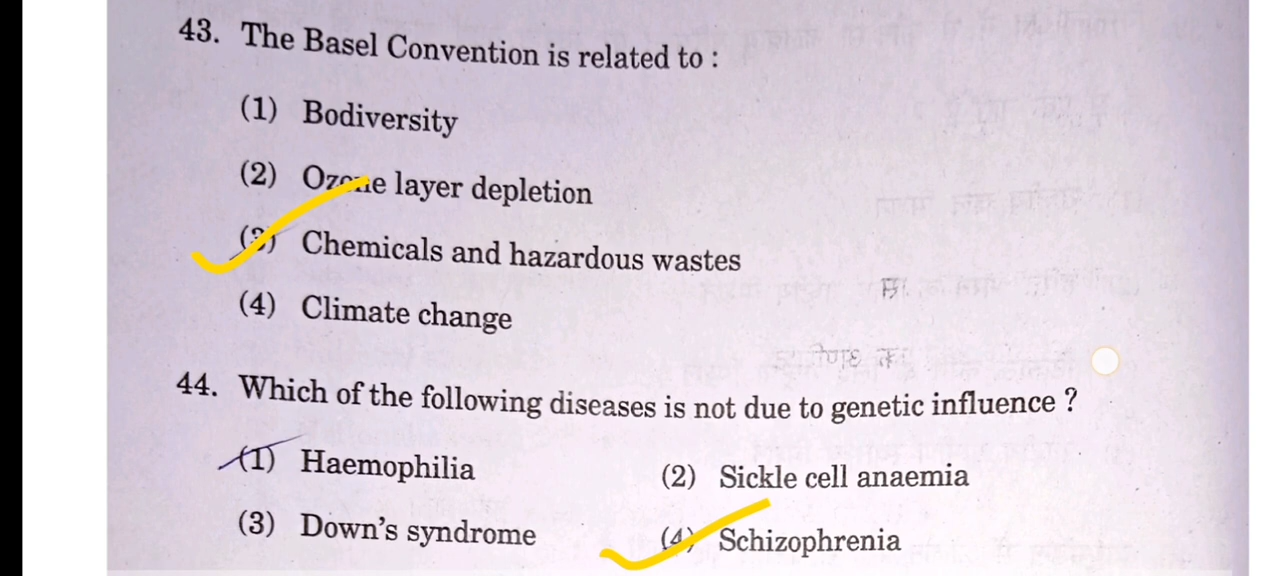 43. The Basel Convention is related to :
(1) Bodiversity
(2) Ozone layer depletion
(3) Chemicals and hazardous wastes
(4) Climate change
44. Which of the following diseases is not due to genetic influence ?
(1) Haemophilia (2) Sickle cell anaemia
(3) Down's syndrome (4) Schizophrenia